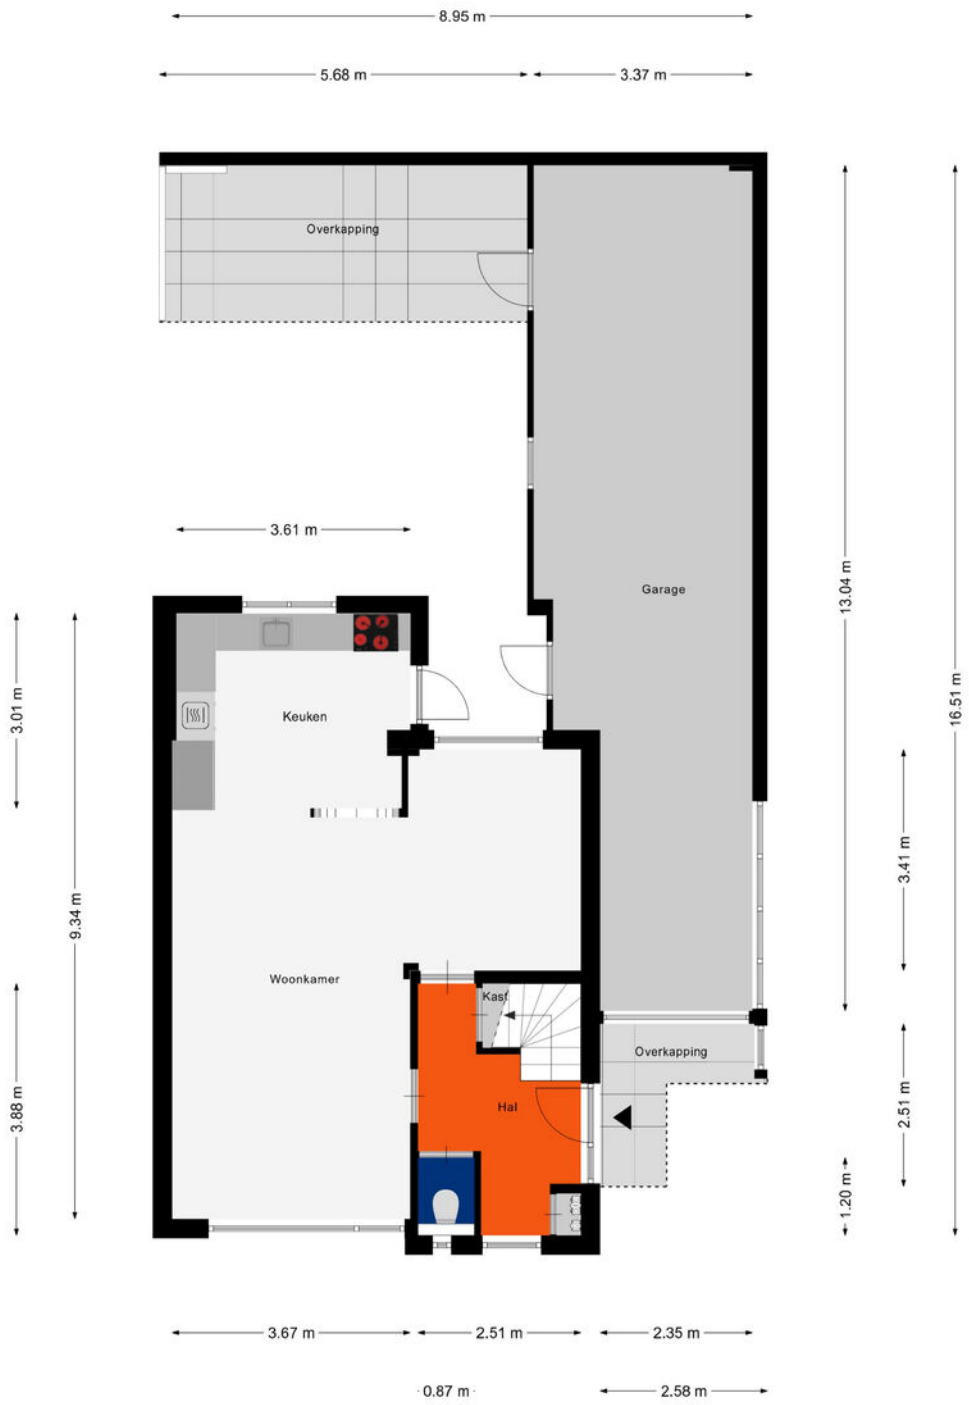 8.95 m
5.68 m
3.37 m
Overkapping
3.61 m
13.04 m
Garage
16.51 m
3.01 m
Keuken
3.41 m
9.34 m
Woonkamer
Kast
Overkapping
3.88 m
Hal
2.51 m
1.20 m
3.67 m
2.51 m
2.35 m
0.87 m
2.58 m